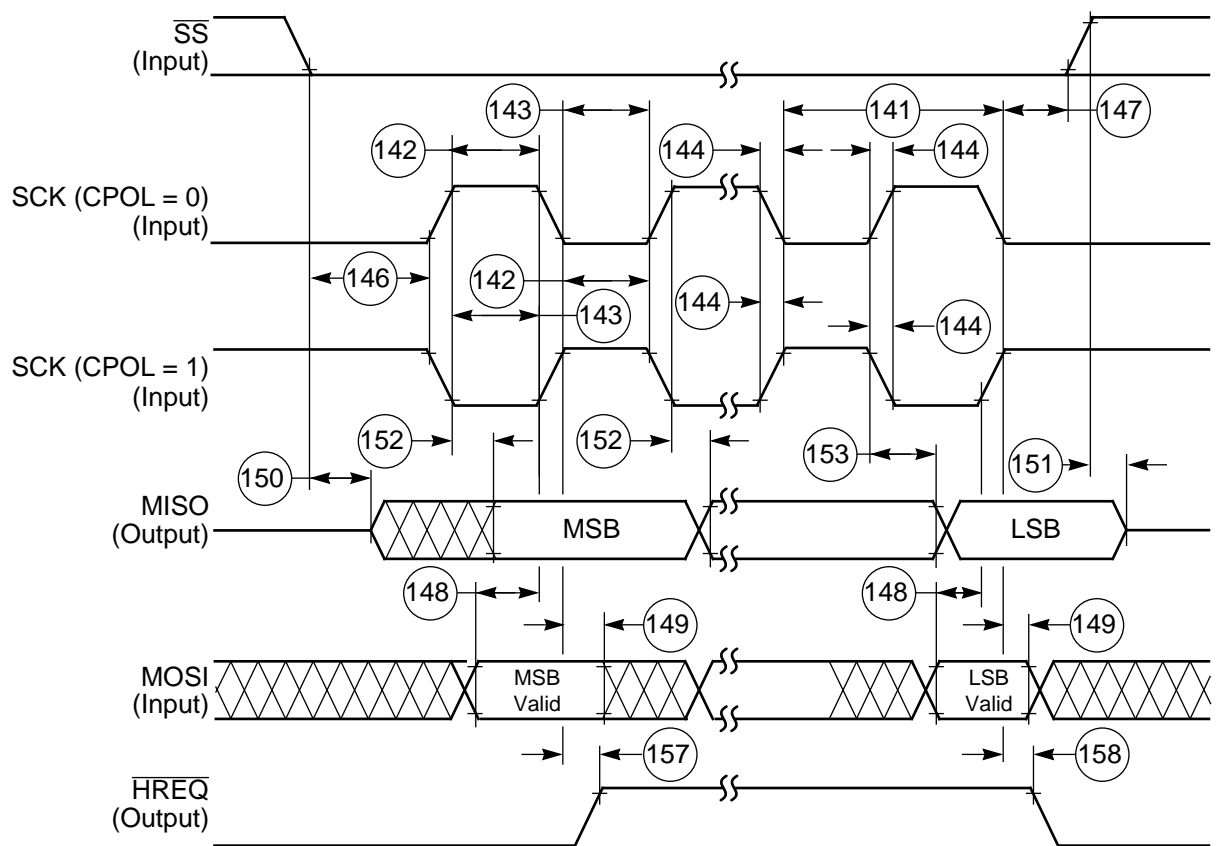 SS
(Input)
143
141
147
142
144
144
SCK (CPOL = 0)
(Input)
146
142
144
143
144
SCK (CPOL = 1)
(Input)
152
152
153
151
150
MISO
(Output)
MSB
LSB
148
148
149
149
MOSI
(Input)
MSB
Valid
LSB
Valid
157
158
HREQ
(Output)